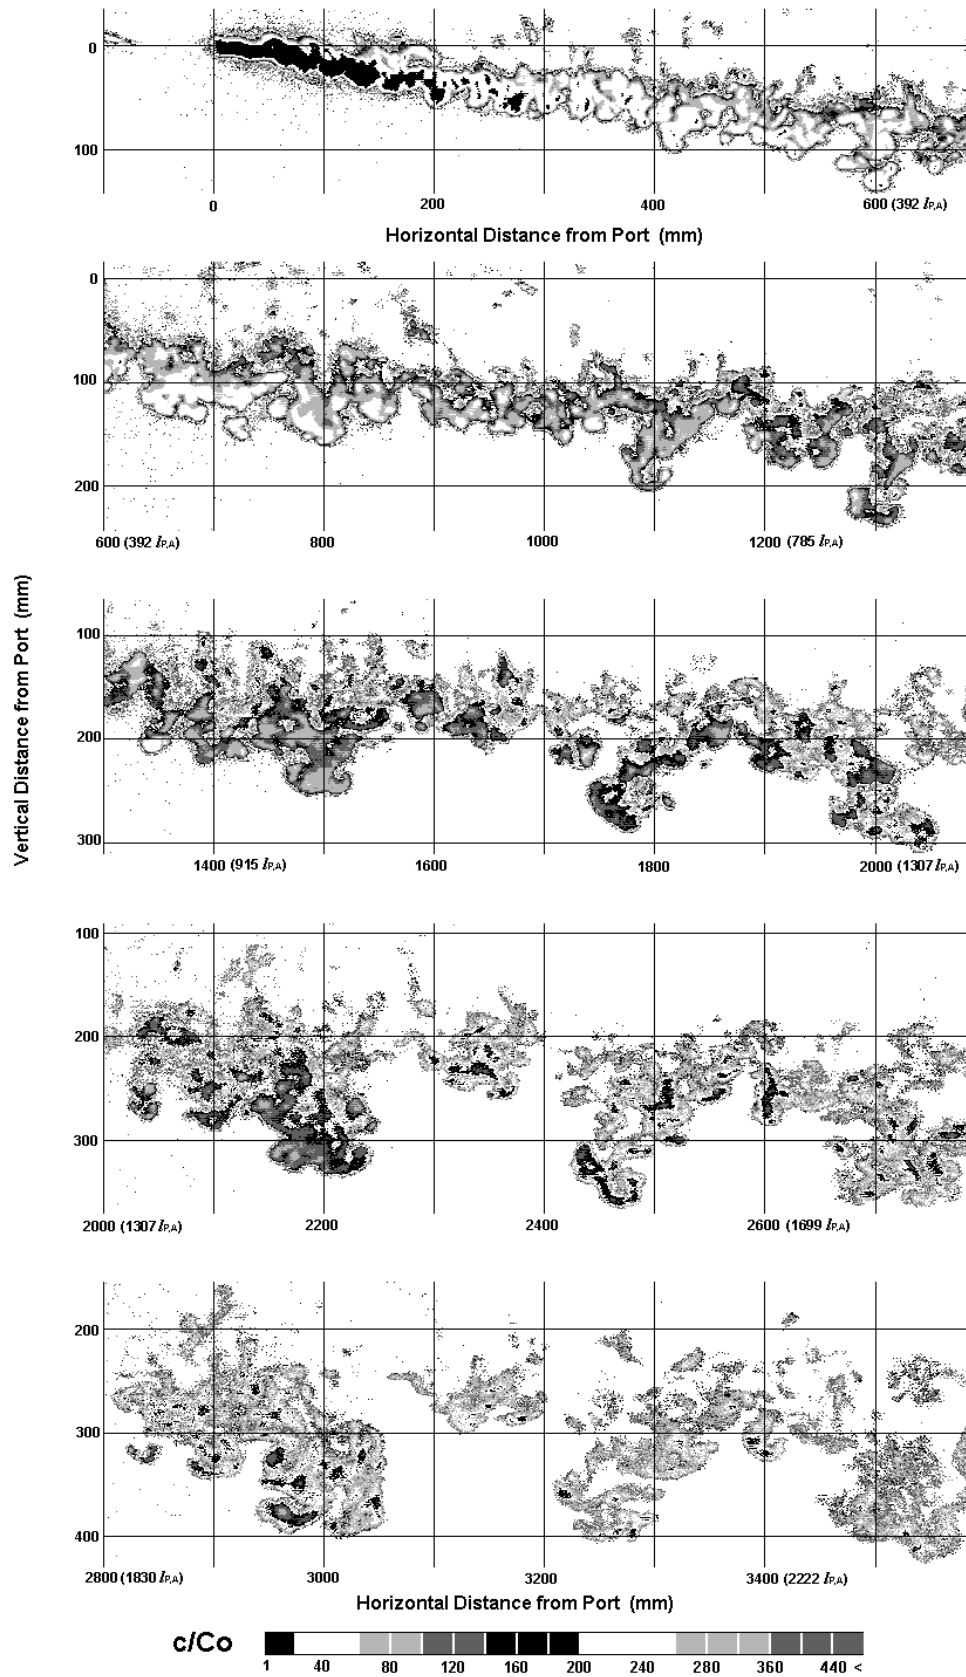 0
100
0 200 400 600 (392 lP,A)
Horizontal Distance from Port (mm)
0
100
200
600 (392 lP,A) 800 1000 1200 (785 lP,A)
Vertical Distance from Port (mm)
100
200
300
1400 (915 lP,A) 1600 1800 2000 (1307 lP,A)
100
200
300
2000 (1307 lP,A) 2200 2400 2600 (1699 lP,A)
200
300
400
2800 (1830 lP,A) 3000 3200 3400 (2222 lP,A)
Horizontal Distance from Port (mm)
c/Co
1 40 80 120 160 200 240 280 360 440 <